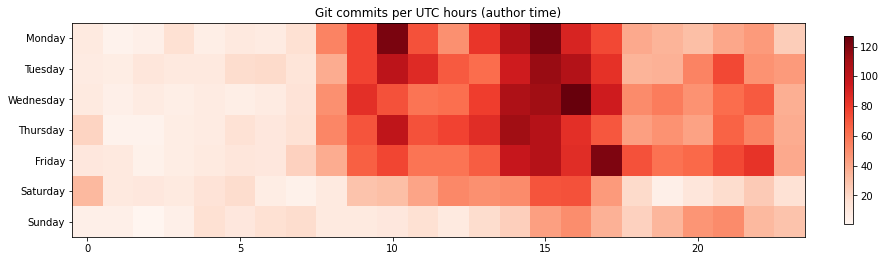 Git commits per UTC hours (author time)
Monday
Tuesday
Wednesday
Thursday
Friday
Saturday
Sunday
0 5 10 15 20
120
100
80
60
40
20